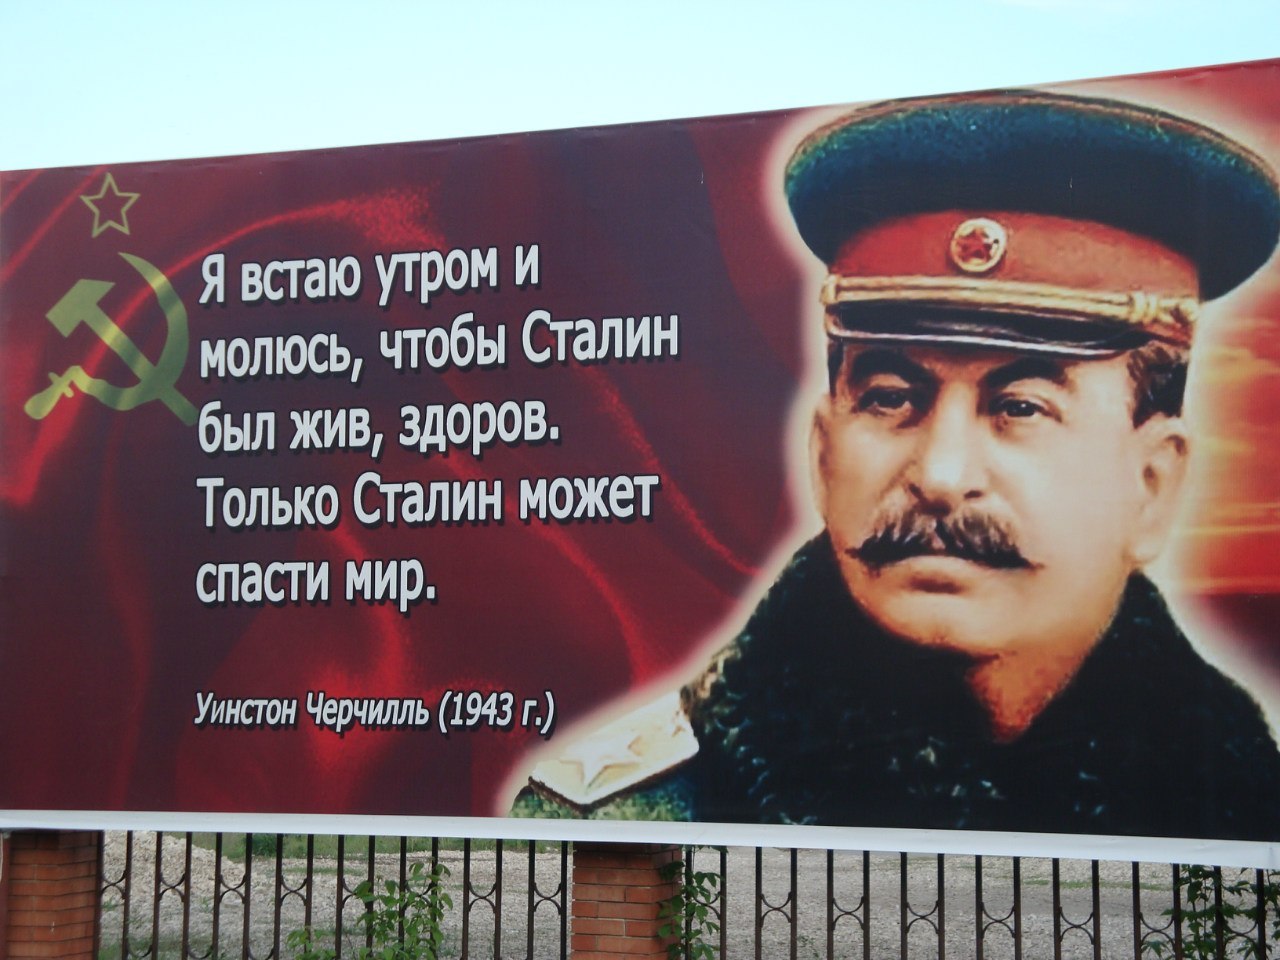 Я встаю утром и
молюсь, чтобы Сталин
был жив, здоров.
Только Сталин может
спасти мир.
Уинстон Черчилль (1943 г.)